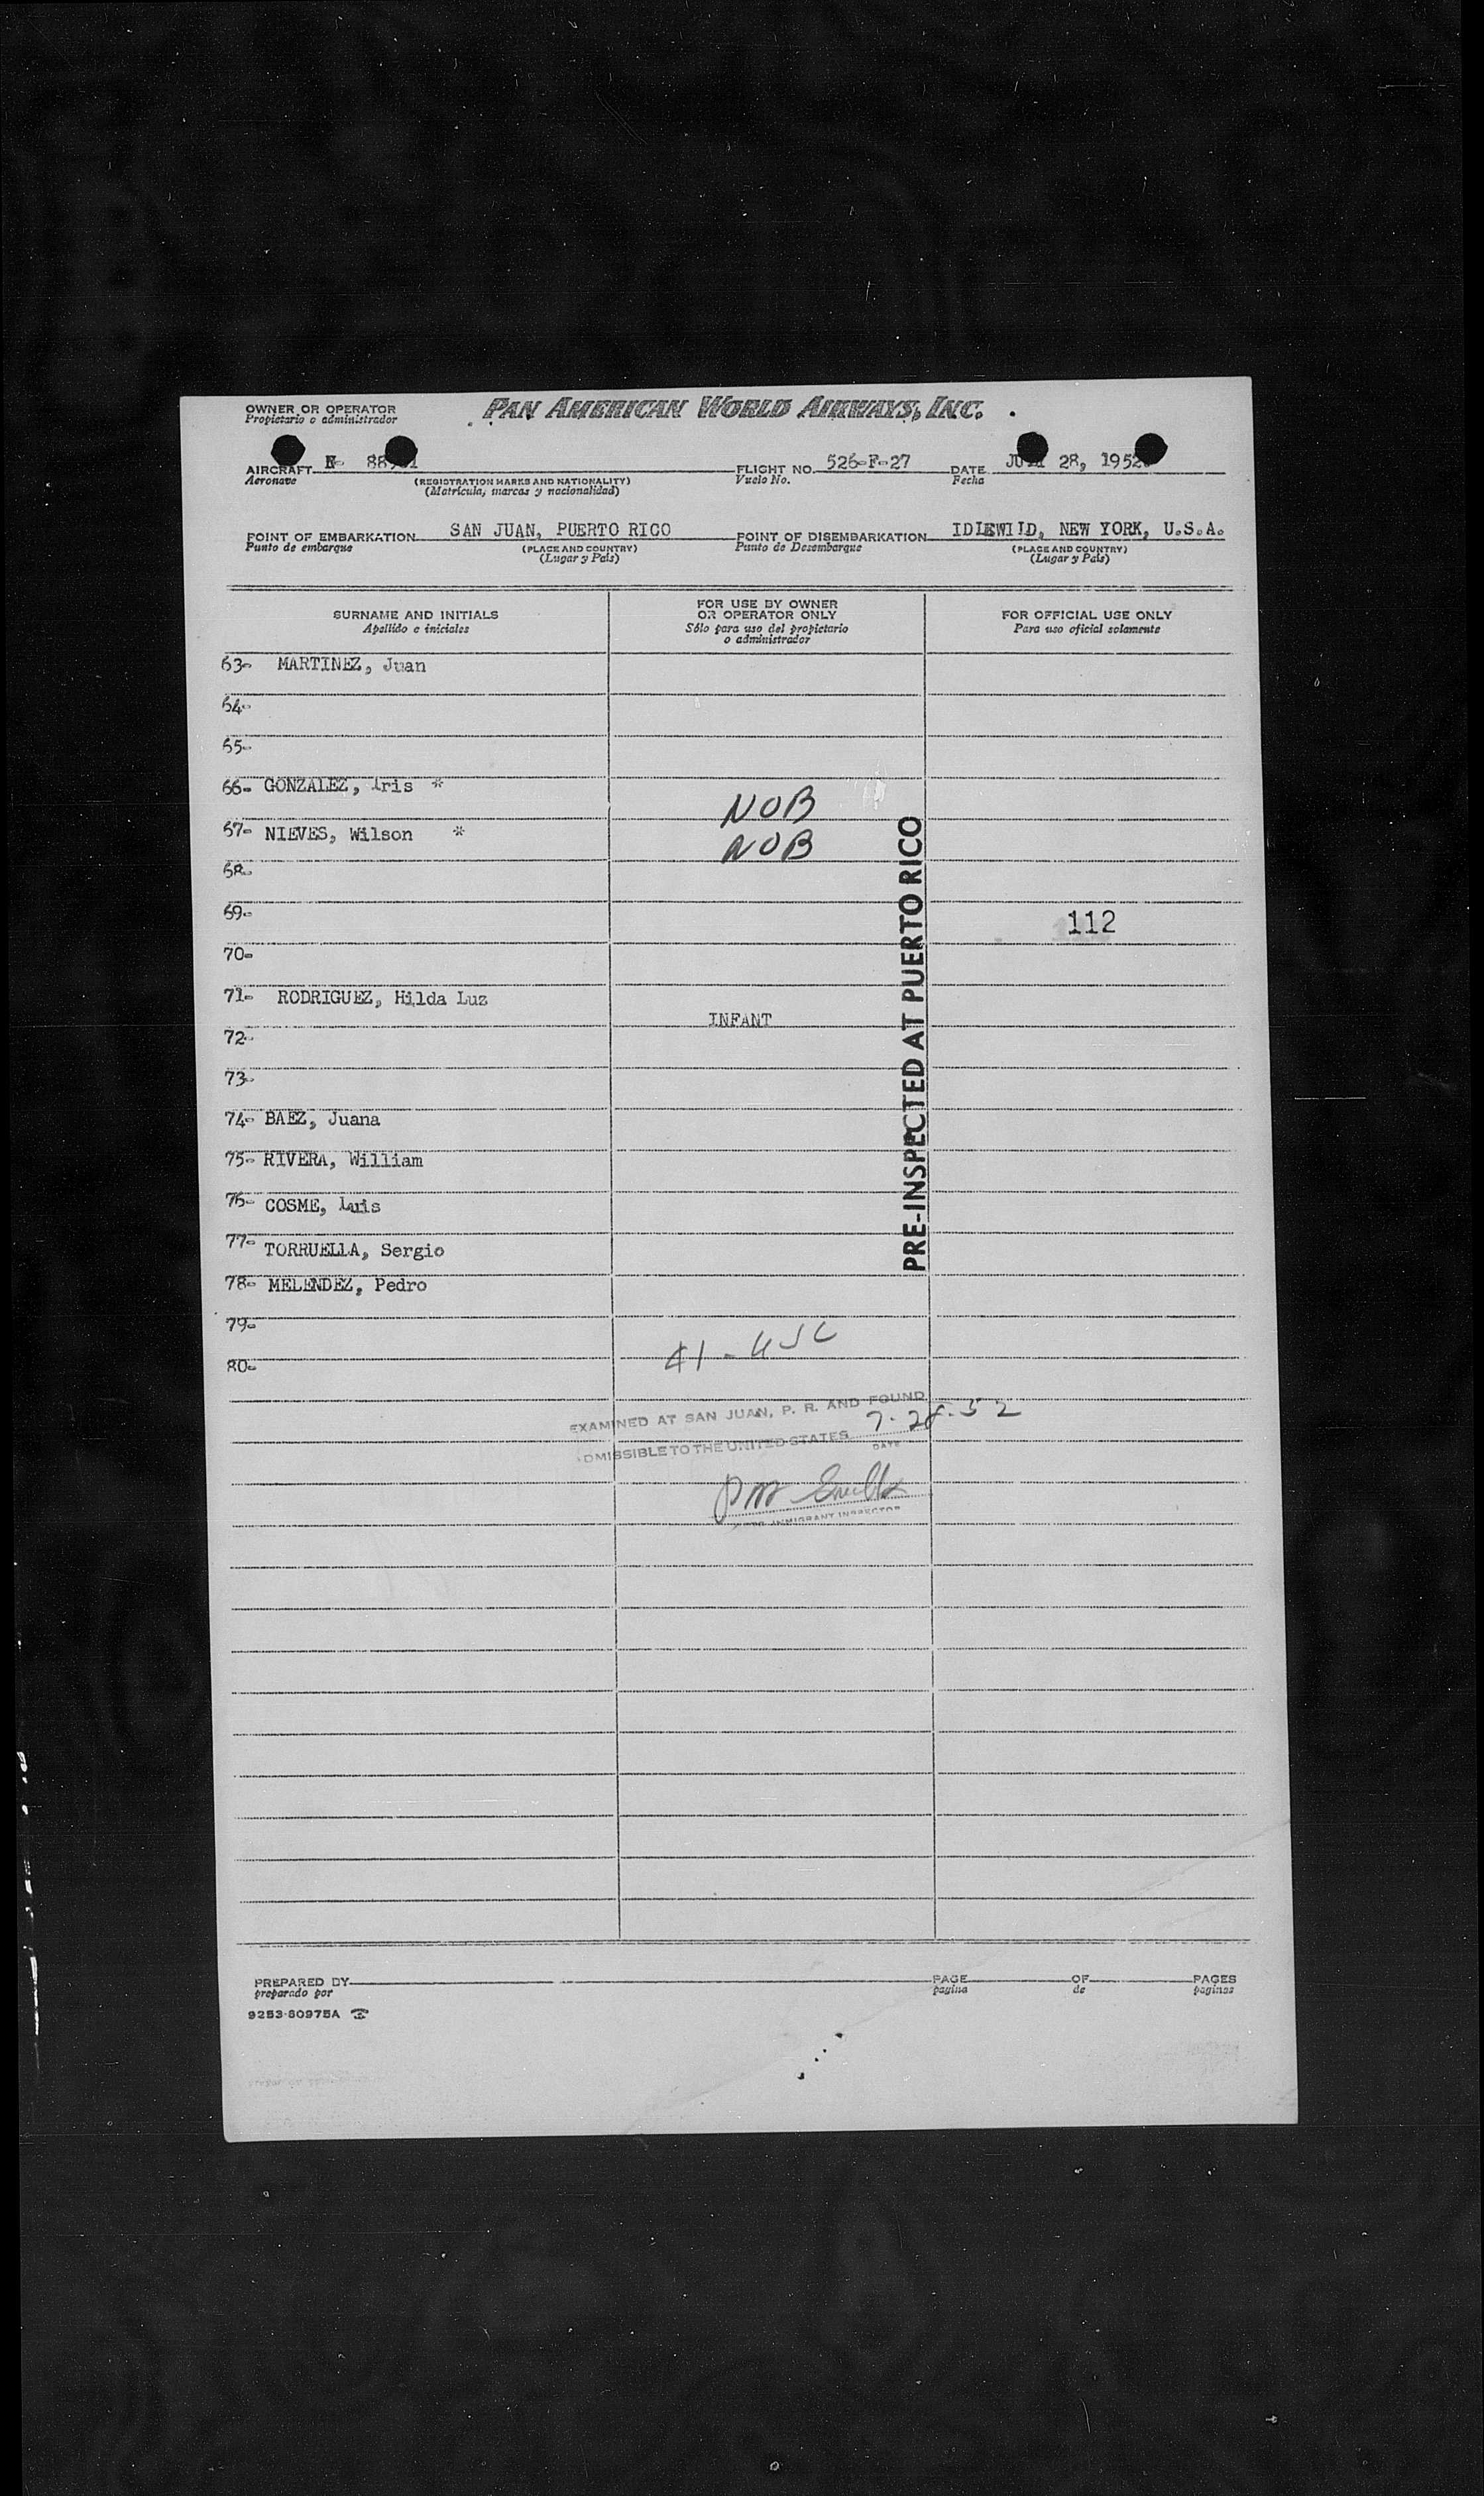 OWNER OR OPERATOR PAN AMERICAN WORLD AIRWAYS, INC.
Propietario o administrador
AIRCRAFT N- FLIGHT NO. 526-F-27 DATE 28, 1952
Aeronave (REGISTRATION MARKS AND NATIONALITY) Vuelo No. Fecha
(Matrícula, marcas y nacionalidad)
POINT OF EMBARKATION SAN JUAN, PUERTO RICO POINT OF DISEMBARKATION IDLEWILD, NEW YORK, U.S.A.
Punto de embarque (PLACE AND COUNTRY) Punto de Desembarque (PLACE AND COUNTRY)
(Lugar y País) (Lugar y País)
SURNAME AND INITIALS FOR USE BY OWNER OR OPERATOR ONLY FOR OFFICIAL USE ONLY
Apellido e iniciales Sólo para uso del propietario o administrador Para uso oficial solamente
63- MARTINEZ, Juan
64-
65-
66- GONZALEZ, Iris * NOB
67- NIEVES, Wilson * NOB
68-
69- 112
70-
71- RODRIGUEZ, Hilda Luz
INFANT
72-
73-
74- BAEZ, Juana
75- RIVERA, William
76- COSME, Luis
77- TORRUELLA, Sergio
78- MELENDEZ, Pedro
79-
41 - USC
80-
PRE-INSPECTED AT PUERTO RICO
EXAMINED AT SAN JUAN, P. R. AND FOUND
ADMISSIBLE TO THE UNITED STATES 7-28-52
DATE
IMMIGRANT INSPECTOR
PREPARED BY PAGE OF PAGES
preparado por página de páginas
9253-60975A